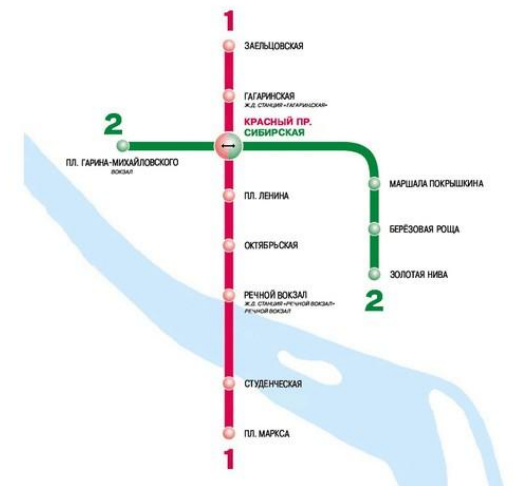 1
ЗАЕЛЬЦОВСКАЯ
ГАГАРИНСКАЯ
Ж.Д. СТАНЦИЯ «ГАГАРИНСКАЯ»
2
КРАСНЫЙ ПР.
СИБИРСКАЯ
ПЛ. ГАРИНА-МИХАЙЛОВСКОГО
ВОКЗАЛ
МАРШАЛА ПОКРЫШКИНА
ПЛ. ЛЕНИНА
БЕРЁЗОВАЯ РОЩА
ОКТЯБРЬСКАЯ
ЗОЛОТАЯ НИВА
2
РЕЧНОЙ ВОКЗАЛ
Ж.Д. СТАНЦИЯ «РЕЧНОЙ ВОКЗАЛ»
РЕЧНОЙ ВОКЗАЛ
СТУДЕНЧЕСКАЯ
ПЛ. МАРКСА
1